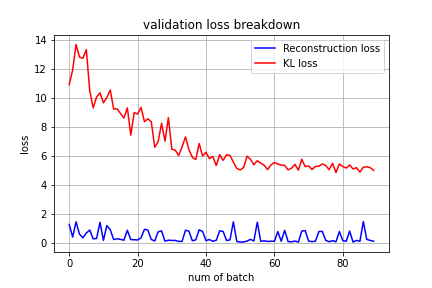 validation loss breakdown
Reconstruction loss
KL loss
loss
14
12
10
8
6
4
2
0
0
20
40
60
80
num of batch